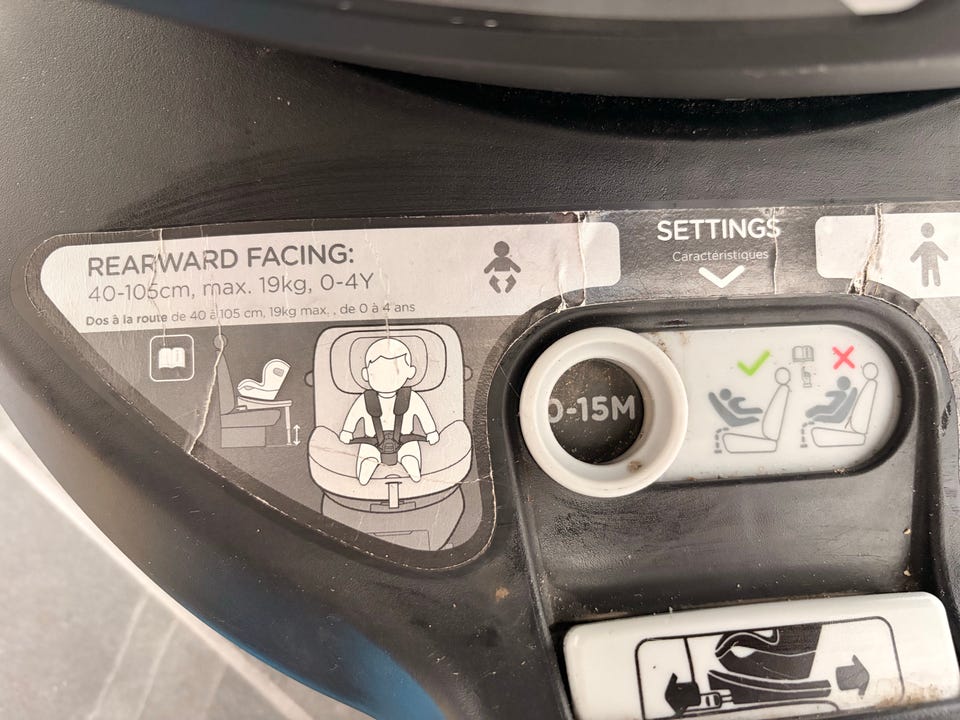 REARWARD FACING:
40-105cm, max. 19kg, 0-4Y
Dos à la route de 40 à 105 cm, 19kg max. , de 0 à 4 ans
SETTINGS
Caractéristiques
0-15M